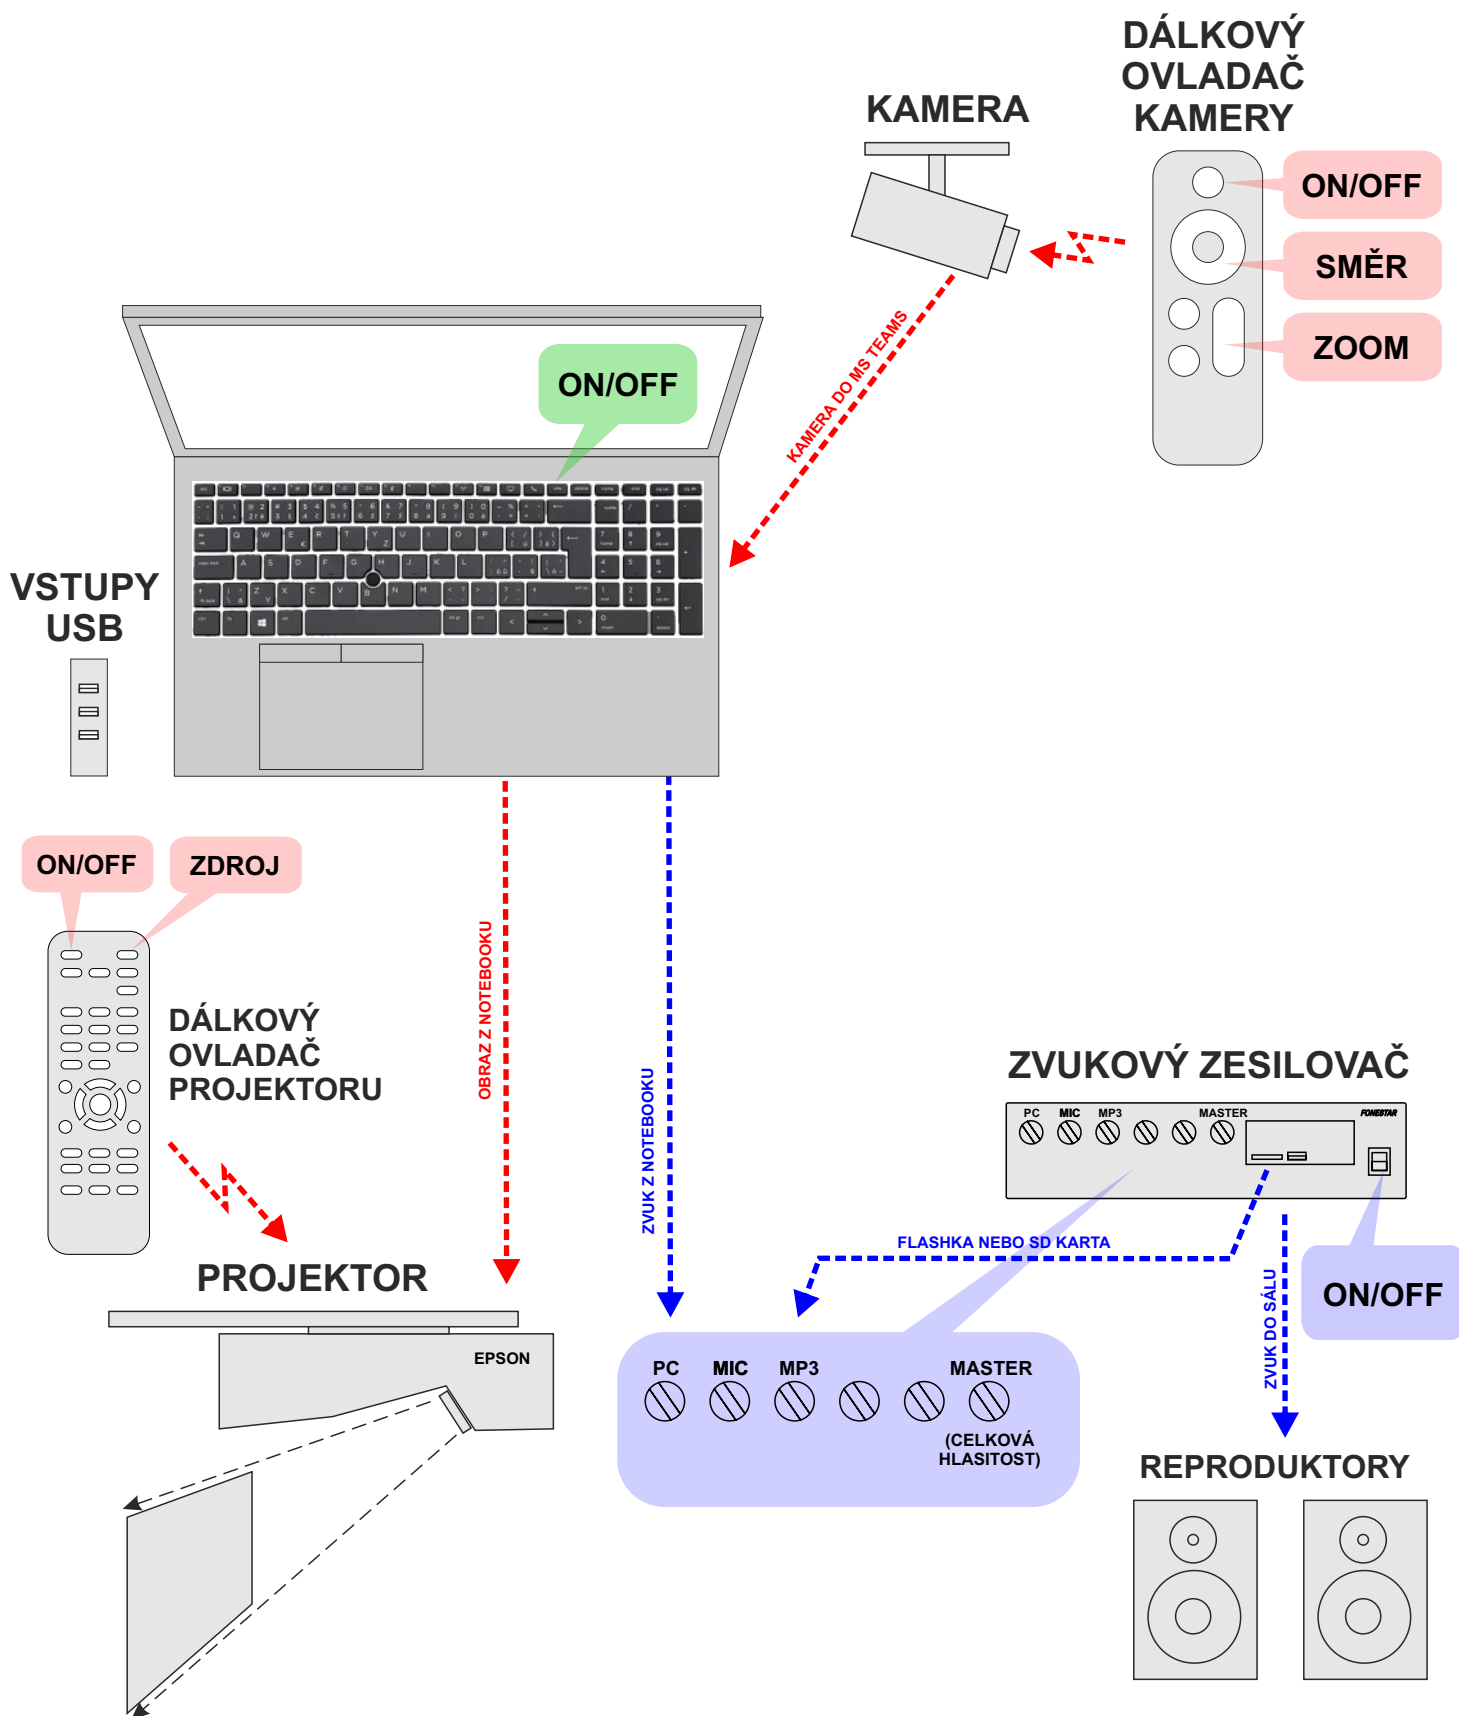 DÁLKOVÝ
OVLADAČ
KAMERY
KAMERA
ON/OFF
SMĚR
ZOOM
KAMERA DO MS TEAMS
ON/OFF
VSTUPY
USB
ON/OFF
ZDROJ
DÁLKOVÝ
OVLADAČ
PROJEKTORU
OBRAZ Z NOTEBOOKU
ZVUK Z NOTEBOOKU
ZVUKOVÝ ZESILOVAČ
PC MIC MP3 MASTER
FONESTAR
FLASHKA NEBO SD KARTA
ZVUK DO SÁLU
ON/OFF
PROJEKTOR
EPSON
PC MIC MP3 MASTER
(CELKOVÁ
HLASITOST)
REPRODUKTORY